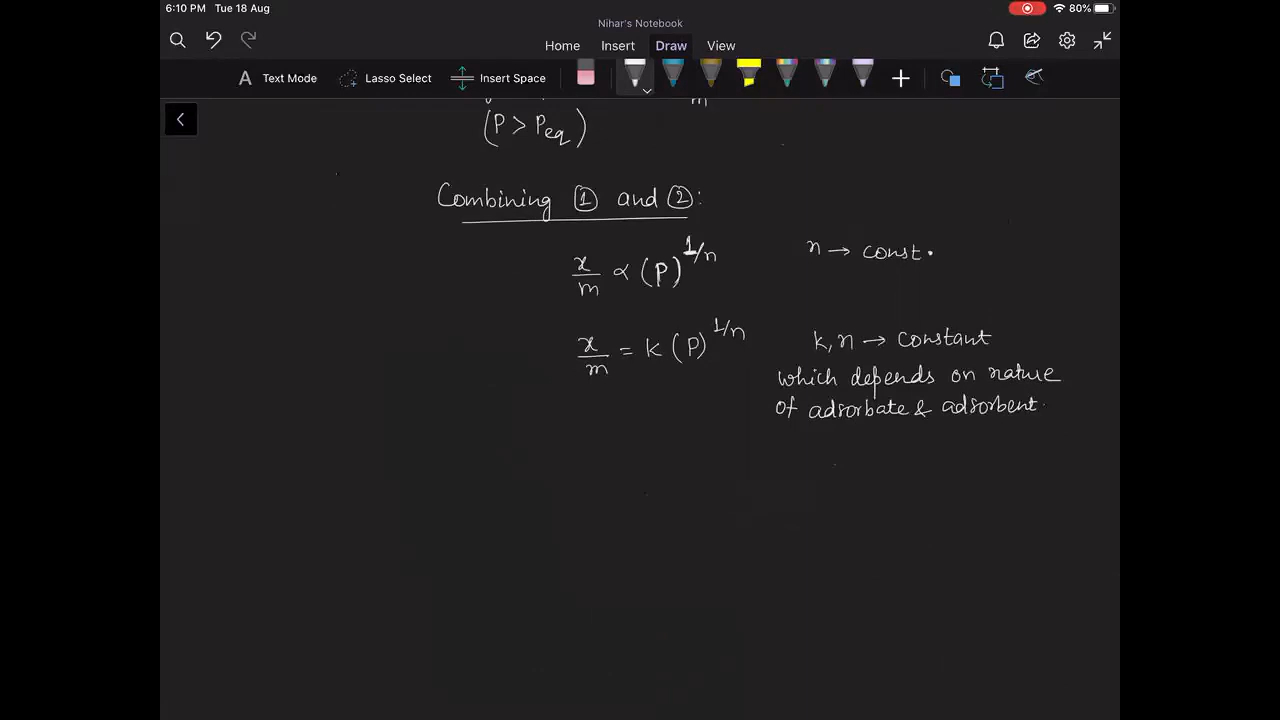 6:10 PM Tue 18 Aug
80%
Nihar's Notebook
Home Insert Draw View
Text Mode Lasso Select Insert Space
m
(P > Peq)
Combining ① and ②:
x/m ∝ (P)^1/n
n → const.
x/m = K (P)^1/n
k, n → constant
which depends on nature
of adsorbate & adsorbent.